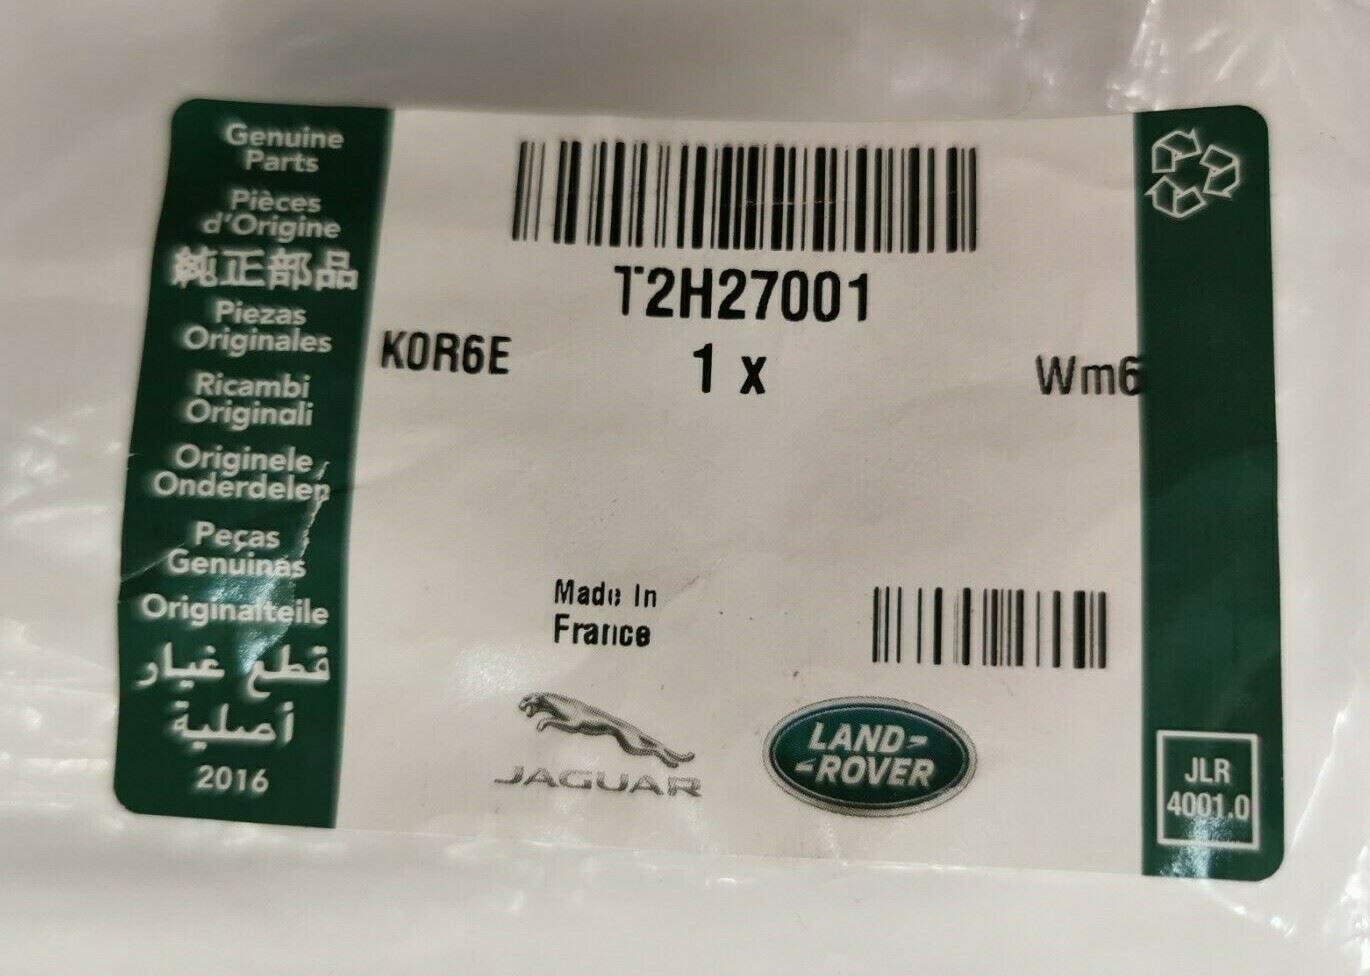 Genuine
Parts
Pièces
d'Origine
純正部品
Piezas
Originales
Ricambi
Originali
Originele
Onderdelen
Peças
Genuinas
Originalteile
قطع غيار
أصلية
2016
T2H27001
K0R6E
1 x
Wm6
Made In
France
JAGUAR
LAND
ROVER
JLR
4001.0